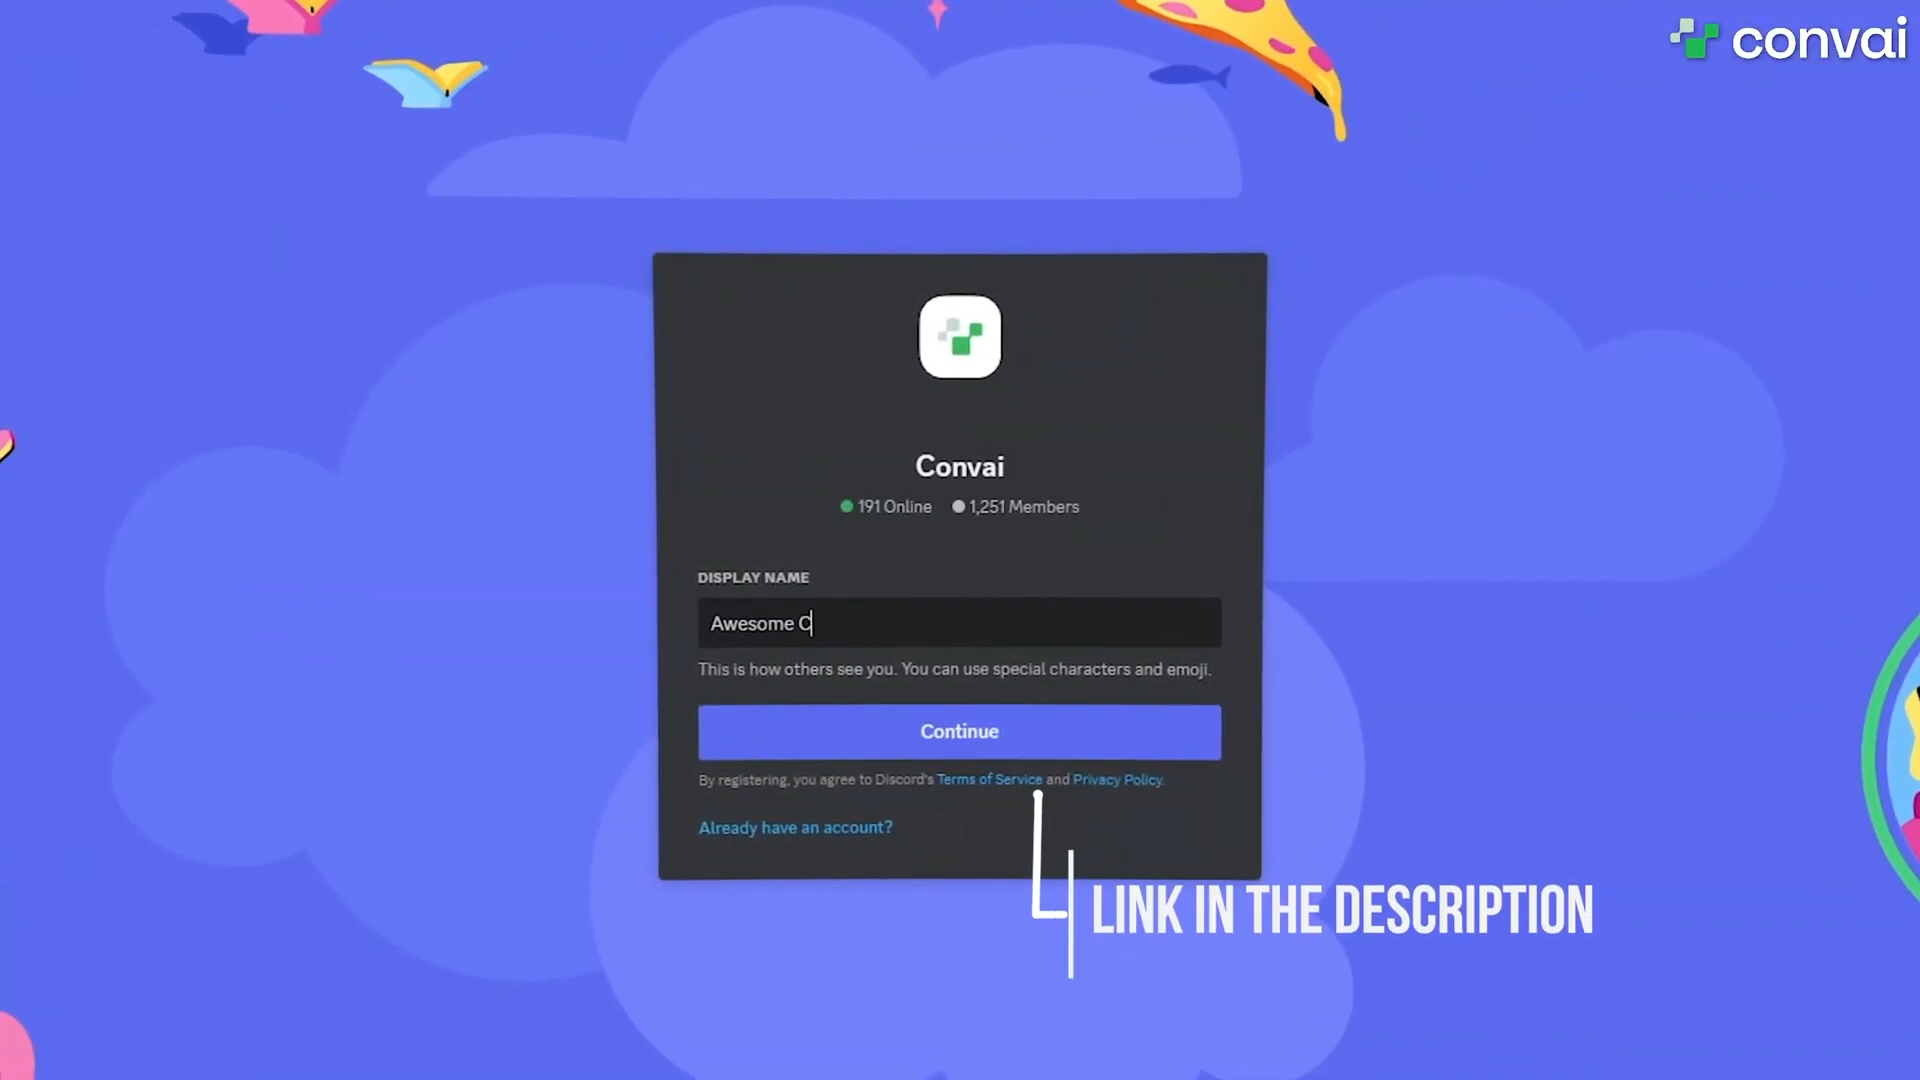 convai
Convai
191 Online 1,251 Members
DISPLAY NAME
Awesome C
This is how others see you. You can use special characters and emoji.
Continue
By registering, you agree to Discord's Terms of Service and Privacy Policy.
Already have an account?
LINK IN THE DESCRIPTION